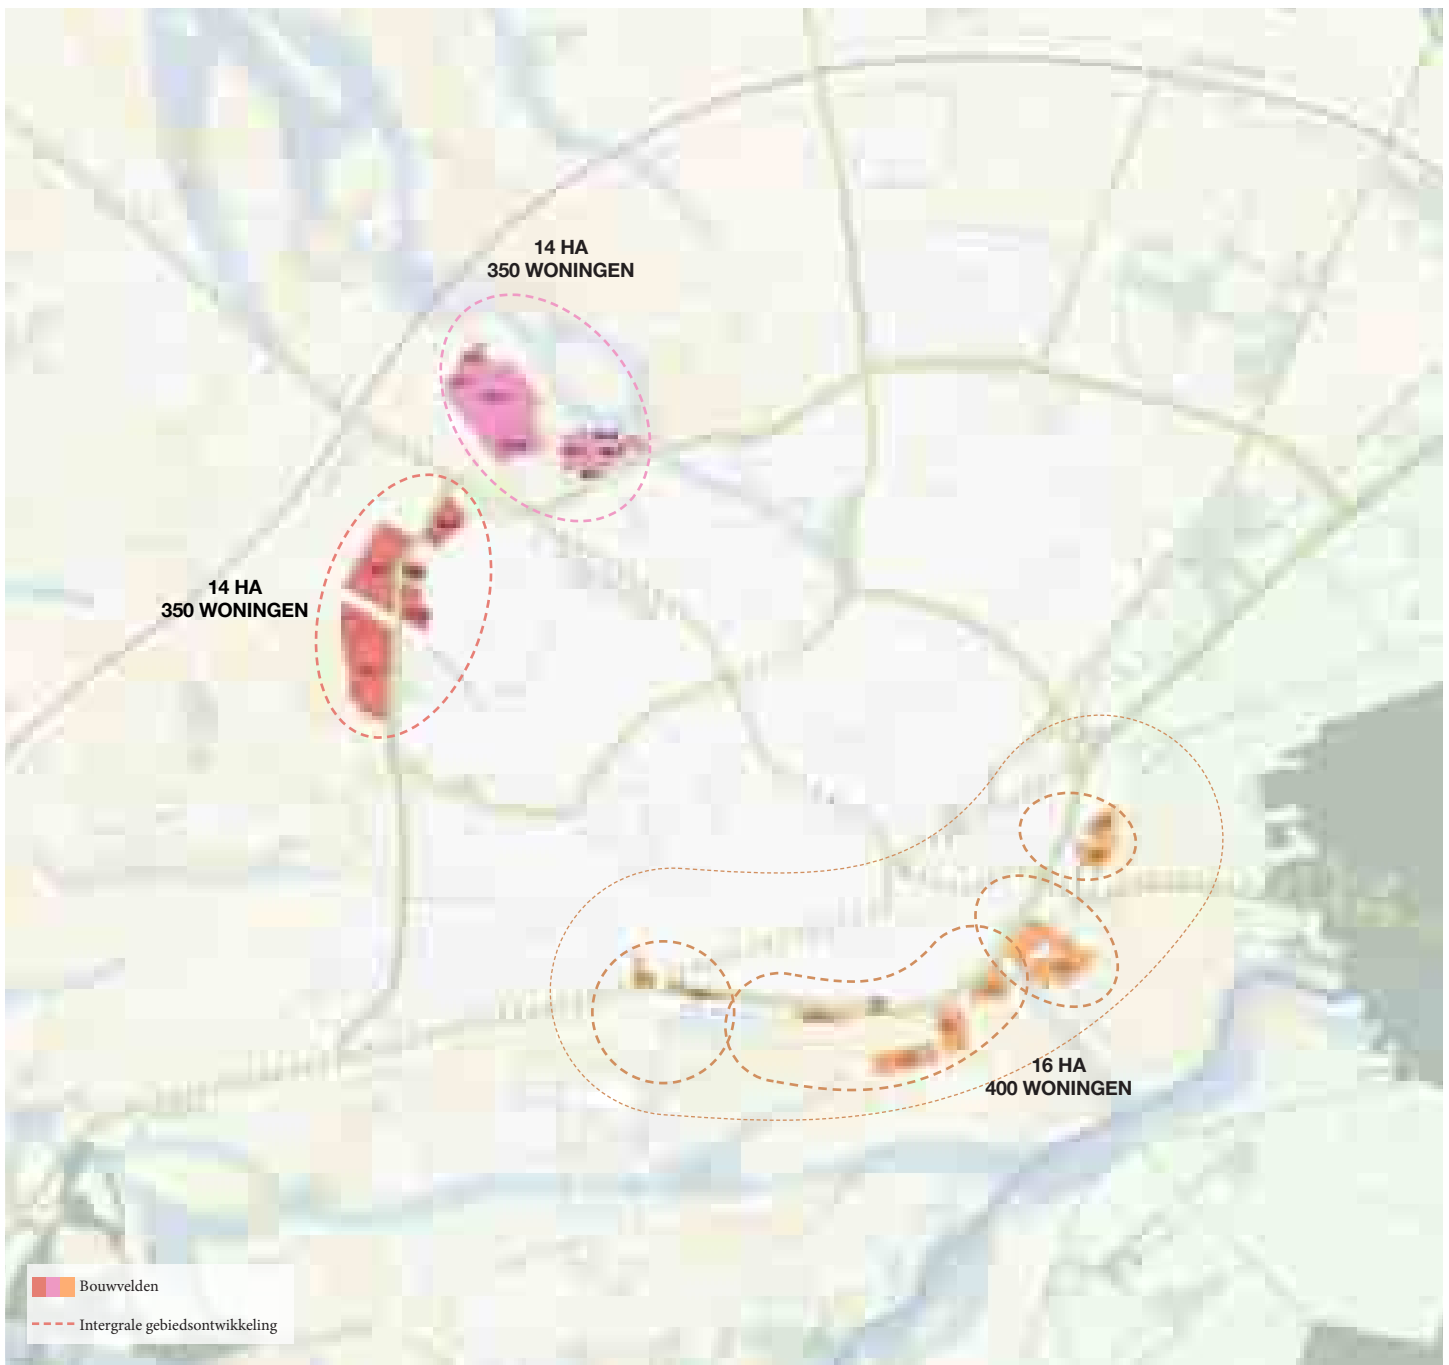 14 HA
350 WONINGEN
14 HA
350 WONINGEN
16 HA
400 WONINGEN
Bouwvelden
Intergrale gebiedsontwikkeling